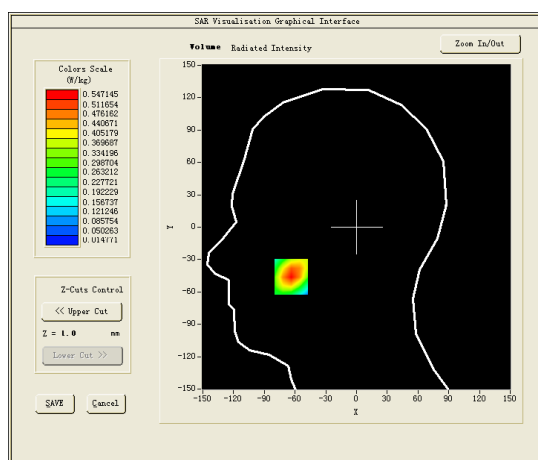 SAR Visualisation Graphical Interface
Volume Radiated Intensity
Zoom In/Out
Colors Scale
(W/kg)
0.547145
0.511654
0.476162
0.440671
0.405179
0.369687
0.334196
0.298704
0.263212
0.227721
0.192229
0.156737
0.121246
0.085754
0.050263
0.014771
Z-Cuts Control
<< Upper Cut
Z = 1.0 mm
Lower Cut >>
SAVE Cancel
150
120
90
60
30
Y 0
-30
-60
-90
-120
-150
-150 -120 -90 -60 -30 0 30 60 90 120 150
X